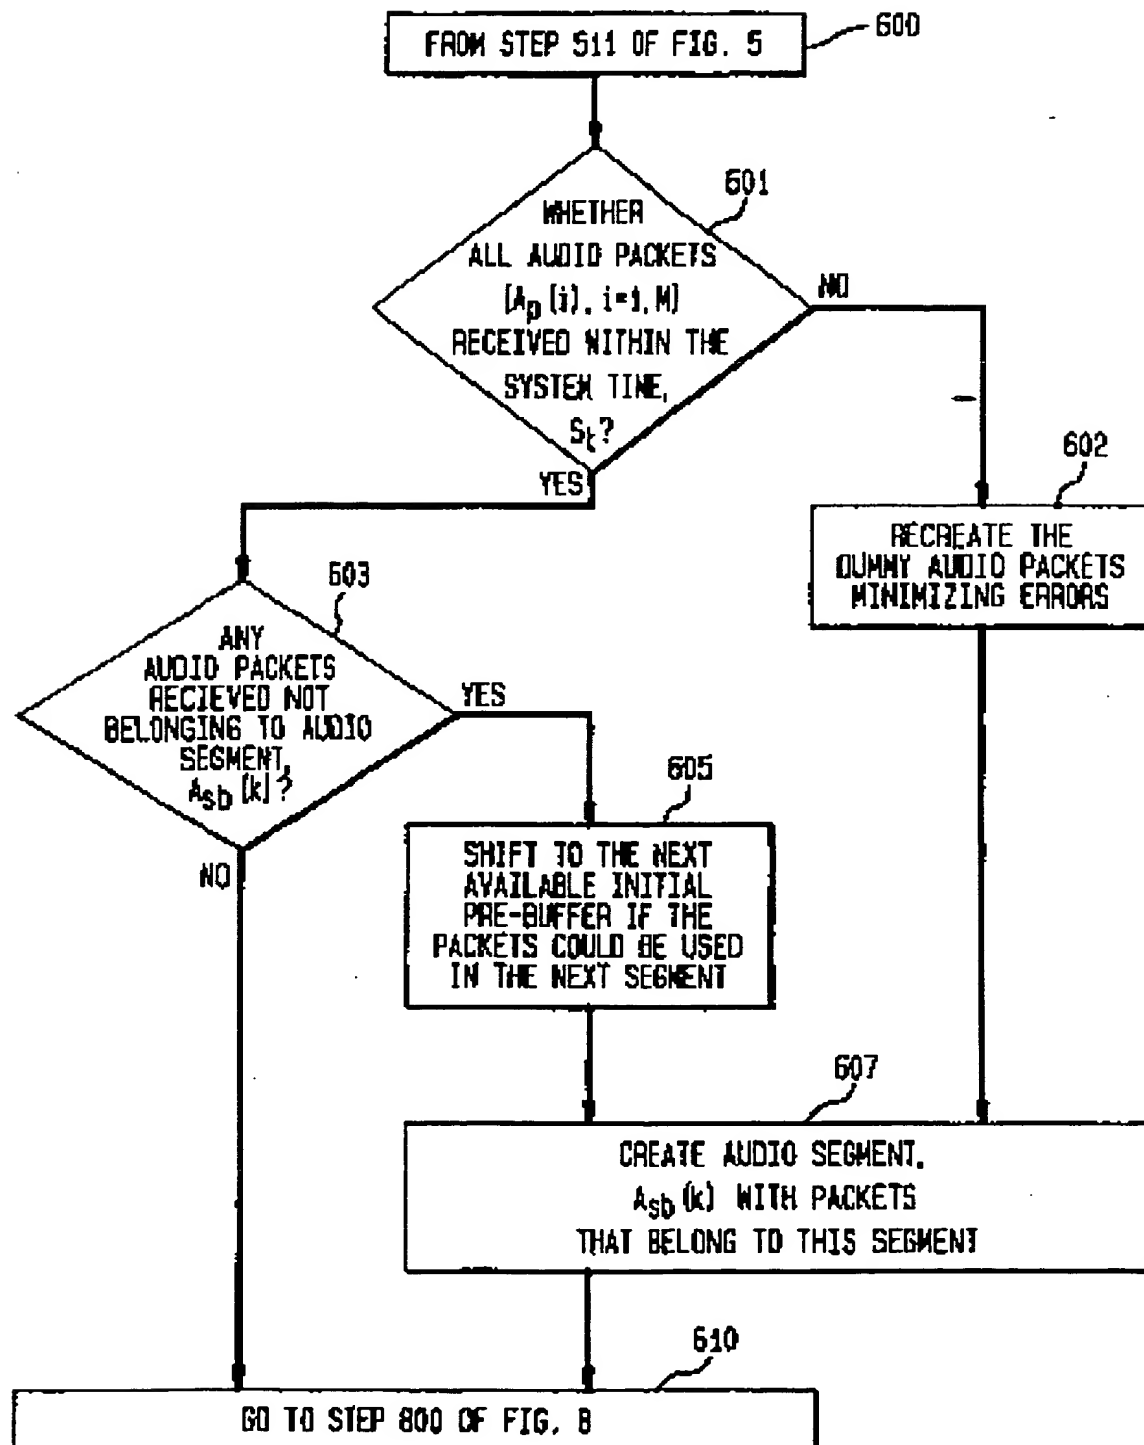 FROM STEP 511 OF FIG. 5
600
601
WHETHER
ALL AUDIO PACKETS
[Ap(i), i=1, M]
RECEIVED WITHIN THE
SYSTEM TIME,
St?
NO
YES
602
RECREATE THE
DUMMY AUDIO PACKETS
MINIMIZING ERRORS
603
ANY
AUDIO PACKETS
RECIEVED NOT
BELONGING TO AUDIO
SEGMENT,
Asb [k] ?
YES
NO
605
SHIFT TO THE NEXT
AVAILABLE INITIAL
PRE-BUFFER IF THE
PACKETS COULD BE USED
IN THE NEXT SEGMENT
607
CREATE AUDIO SEGMENT,
Asb (k) WITH PACKETS
THAT BELONG TO THIS SEGMENT
610
GO TO STEP 800 OF FIG. 8